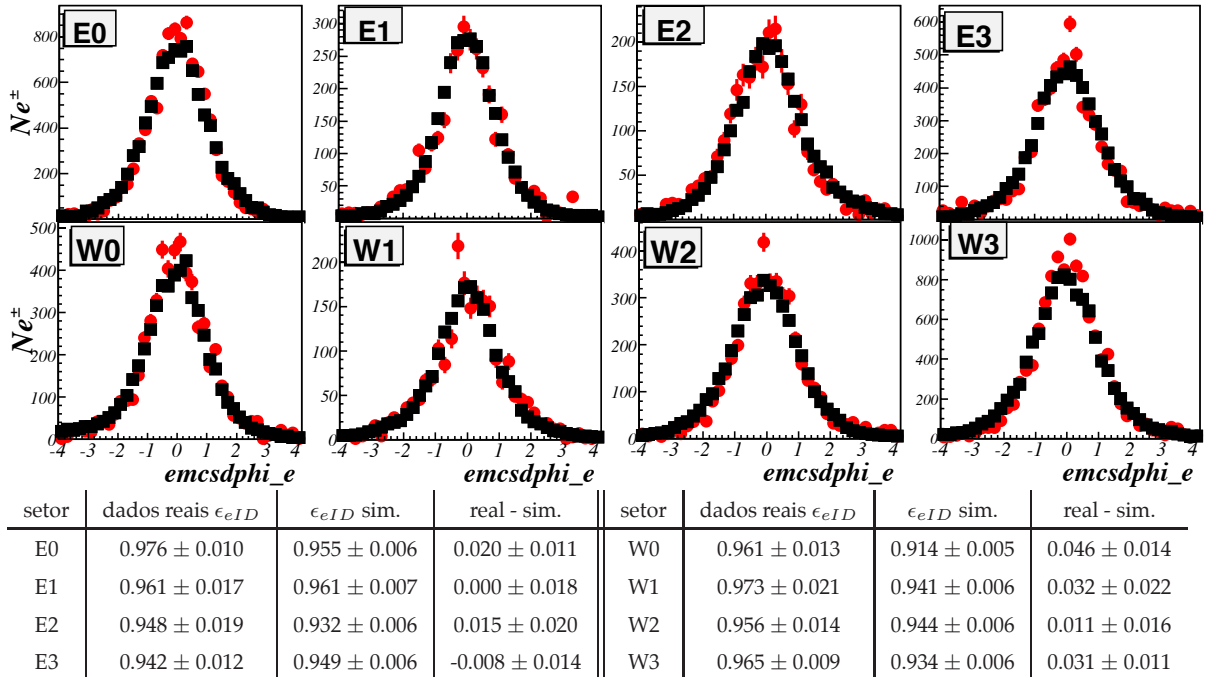 E0 E1 E2 E3
Ne±
800 600 400 200
300 250 200 150 100 50
200 150 100 50
600 500 400 300 200 100
W0 W1 W2 W3
Ne±
500 400 300 200 100 0
200 150 100 50 0
400 300 200 100 0
1000 800 600 400 200 0
-4 -3 -2 -1 0 1 2 3 4 -4 -3 -2 -1 0 1 2 3 4 -4 -3 -2 -1 0 1 2 3 4 -4 -3 -2 -1 0 1 2 3 4
emcsdphi_e emcsdphi_e emcsdphi_e emcsdphi_e
setor dados reais ϵeID ϵeID sim. real - sim. setor dados reais ϵeID ϵeID sim. real - sim.
E0 0.976 ± 0.010 0.955 ± 0.006 0.020 ± 0.011 W0 0.961 ± 0.013 0.914 ± 0.005 0.046 ± 0.014
E1 0.961 ± 0.017 0.961 ± 0.007 0.000 ± 0.018 W1 0.973 ± 0.021 0.941 ± 0.006 0.032 ± 0.022
E2 0.948 ± 0.019 0.932 ± 0.006 0.015 ± 0.020 W2 0.956 ± 0.014 0.944 ± 0.006 0.011 ± 0.016
E3 0.942 ± 0.012 0.949 ± 0.006 -0.008 ± 0.014 W3 0.965 ± 0.009 0.934 ± 0.006 0.031 ± 0.011